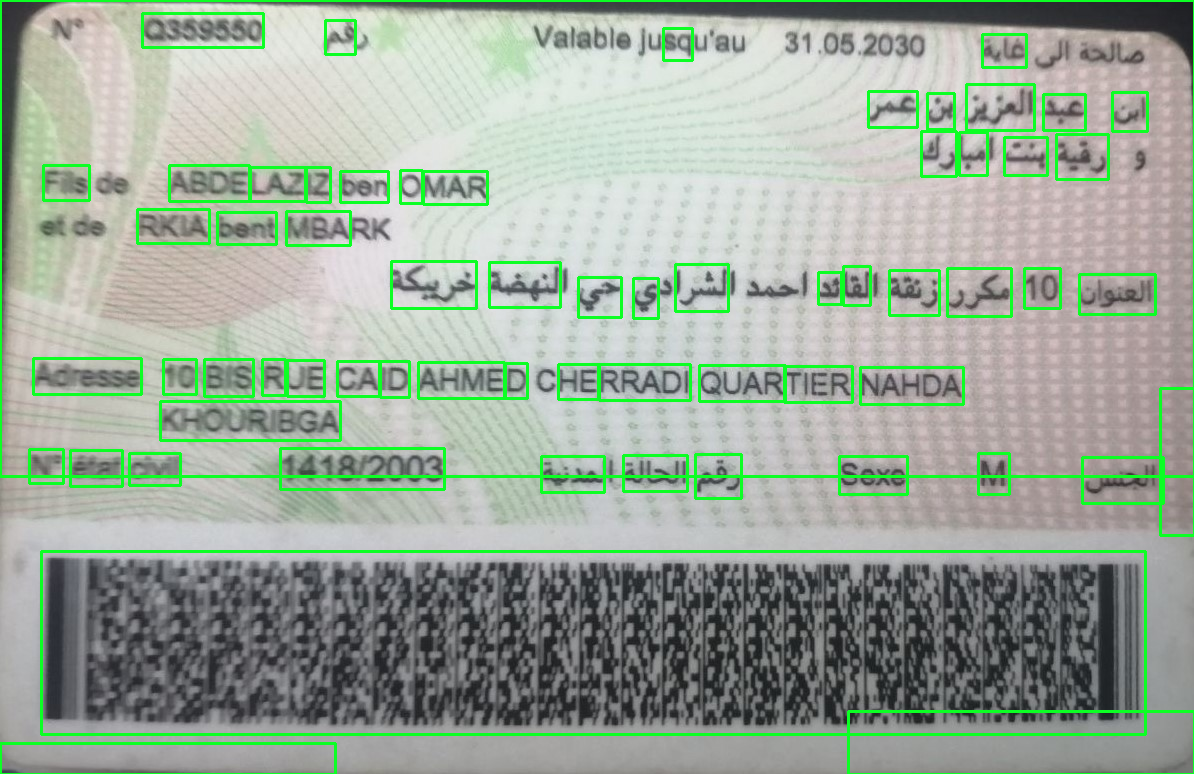 N° Q359550 رقم Valable jusqu'au 31.05.2030 صالحة الى غاية
ابن عبد العزيز بن عمر
و رقية بنت امبارك
Fils de ABDELAZIZ ben OMAR
et de RKIA bent MBARK
العنوان 10 مكرر زنقة القائد احمد الشرادي حي النهضة خريبكة
Adresse 10 BIS RUE CAID AHMED CHERRADI QUARTIER NAHDA
KHOURIBGA
N° état civil 1418/2003 رقم الحالة المدنية Sexe M الجنس